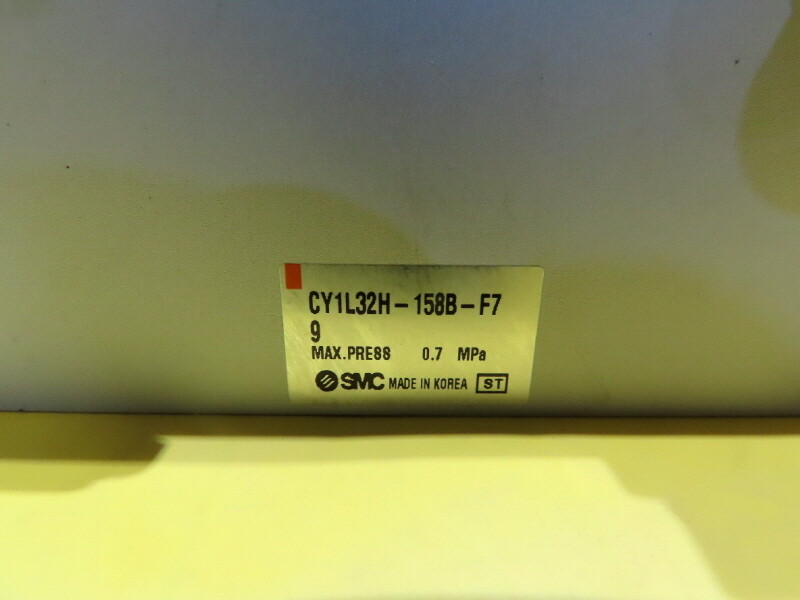 CY1L32H-158B-F7
9
MAX.PRESS 0.7 MPa
SMC MADE IN KOREA ST